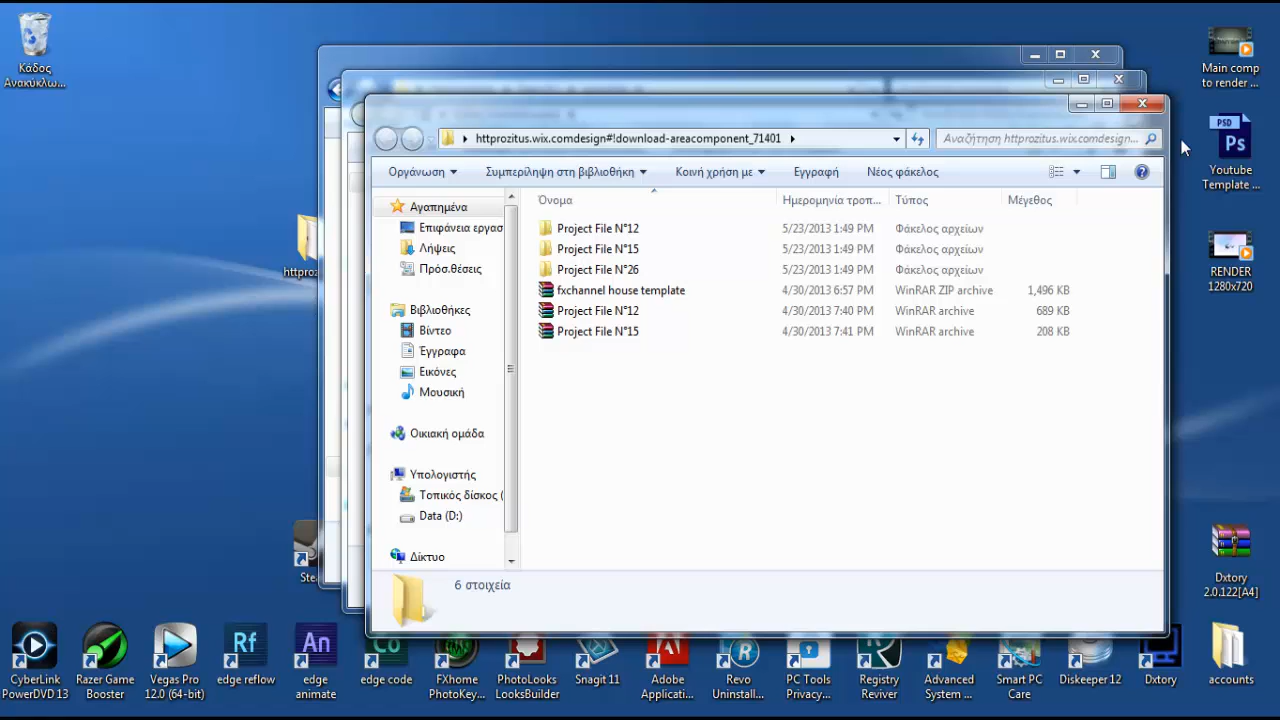 Κάδος
Ανακύκλω...
httproz
Ste
httprozitus.wix.comdesign#!download-areacomponent_71401
Αναζήτηση httprozitus.wix.comdesign...
Οργάνωση
Συμπερίληψη στη βιβλιοθήκη
Κοινή χρήση με
Εγγραφή
Νέος φάκελος
Αγαπημένα
Επιφάνεια εργασ
Λήψεις
Πρόσ.θέσεις
Βιβλιοθήκες
Βίντεο
Έγγραφα
Εικόνες
Μουσική
Οικιακή ομάδα
Υπολογιστής
Τοπικός δίσκος (
Data (D:)
Δίκτυο
Όνομα Ημερομηνία τροπ... Τύπος Μέγεθος
Project File N°12 5/23/2013 1:49 PM Φάκελος αρχείων
Project File N°15 5/23/2013 1:49 PM Φάκελος αρχείων
Project File N°26 5/23/2013 1:49 PM Φάκελος αρχείων
fxchannel house template 4/30/2013 6:57 PM WinRAR ZIP archive 1,496 KB
Project File N°12 4/30/2013 7:40 PM WinRAR archive 689 KB
Project File N°15 4/30/2013 7:41 PM WinRAR archive 208 KB
6 στοιχεία
Main comp
to render ...
PSD
Ps
Youtube
Template ...
RENDER
1280x720
Dxtory
2.0.122[A4]
CyberLink
PowerDVD 13
Razer Game
Booster
Vegas Pro
12.0 (64-bit)
Rf
edge reflow
An
edge
animate
Co
edge code
FXhome
PhotoKey...
PhotoLooks
LooksBuilder
Snagit 11
Adobe
Applicati...
Revo
Uninstall...
PC Tools
Privacy...
Registry
Reviver
Advanced
System ...
Smart PC
Care
Diskeeper 12
Dxtory
accounts